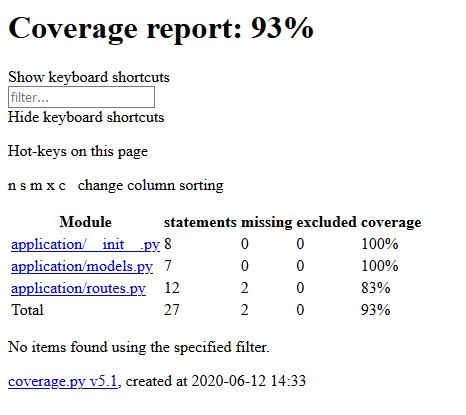 Coverage report: 93%
Show keyboard shortcuts
filter...
Hide keyboard shortcuts
Hot-keys on this page
n s m x c change column sorting
Module statements missing excluded coverage
application/__init__.py 8 0 0 100%
application/models.py 7 0 0 100%
application/routes.py 12 2 0 83%
Total 27 2 0 93%
No items found using the specified filter.
coverage.py v5.1, created at 2020-06-12 14:33